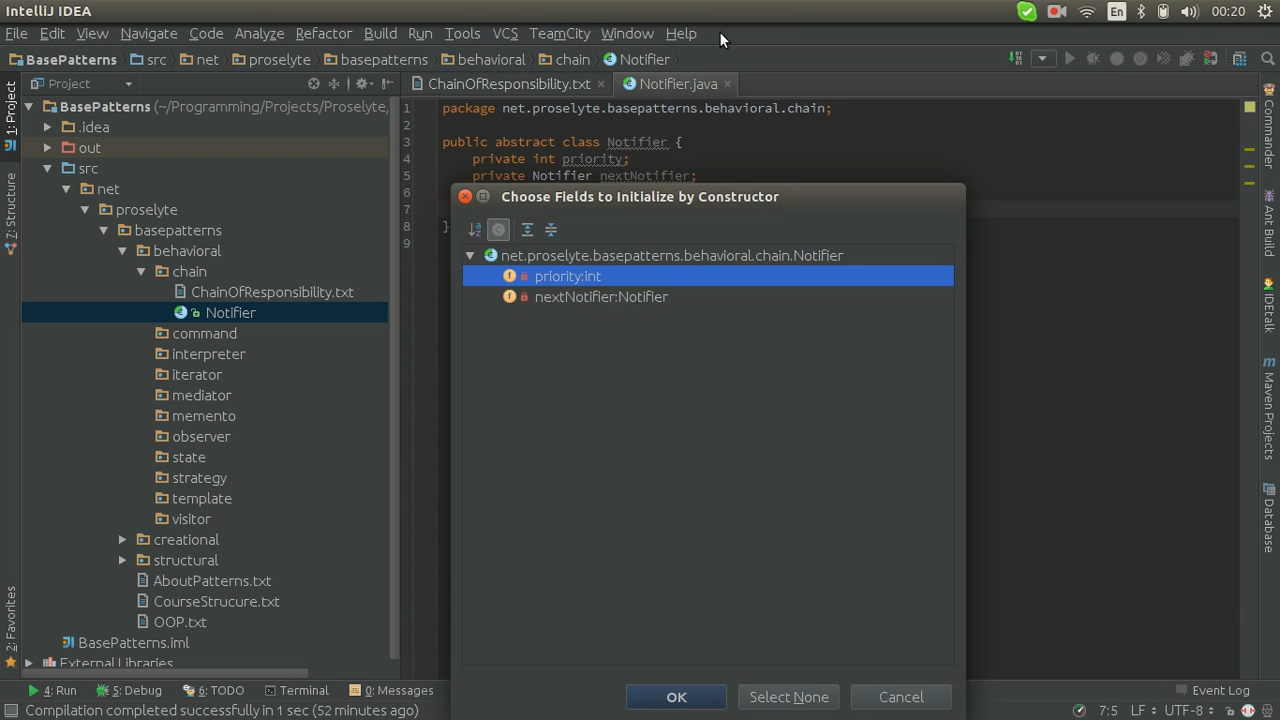 IntelliJ IDEA
En
00:20
File Edit View Navigate Code Analyze Refactor Build Run Tools VCS TeamCity Window Help
BasePatterns src net proselyte basepatterns behavioral chain Notifier
Project
ChainOfResponsibility.txt
Notifier.java
1: Project
7: Structure
2: Favorites
BasePatterns (~/Programming/Projects/Proselyte,
.idea
out
src
net
proselyte
basepatterns
behavioral
chain
ChainOfResponsibility.txt
Notifier
command
interpreter
iterator
mediator
memento
observer
state
strategy
template
visitor
creational
structural
AboutPatterns.txt
CourseStrucure.txt
OOP.txt
BasePatterns.iml
External Libraries
1 package net.proselyte.basepatterns.behavioral.chain;
2
3 public abstract class Notifier {
4 private int priority;
5 private Notifier nextNotifier;
6
7
8 }
9
Choose Fields to Initialize by Constructor
net.proselyte.basepatterns.behavioral.chain.Notifier
priority:int
nextNotifier:Notifier
OK
Select None
Cancel
Commander
Ant Build
IDEtalk
Maven Projects
Database
4: Run 5: Debug 6: TODO Terminal 0: Messages
Event Log
Compilation completed successfully in 1 sec (52 minutes ago)
7:5 LF UTF-8